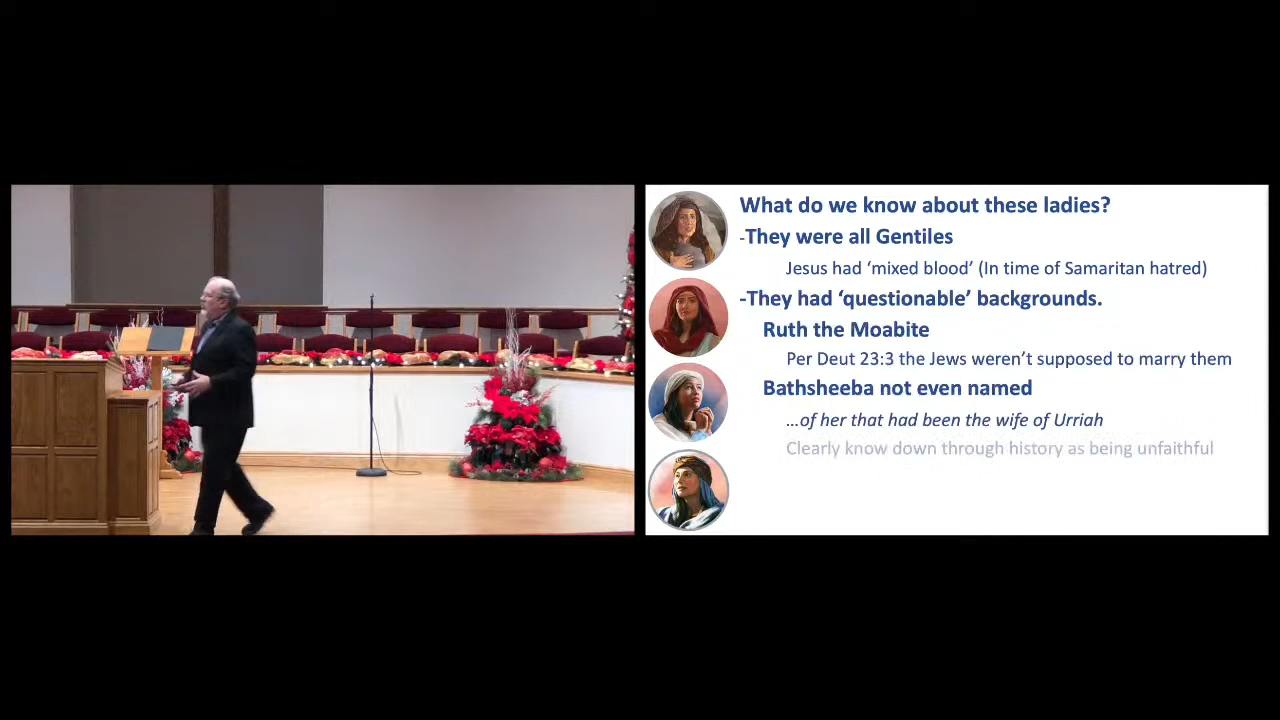 What do we know about these ladies?
-They were all Gentiles
Jesus had ‘mixed blood’ (In time of Samaritan hatred)
-They had ‘questionable’ backgrounds.
Ruth the Moabite
Per Deut 23:3 the Jews weren’t supposed to marry them
Bathsheeba not even named
…of her that had been the wife of Urriah
Clearly know down through history as being unfaithful